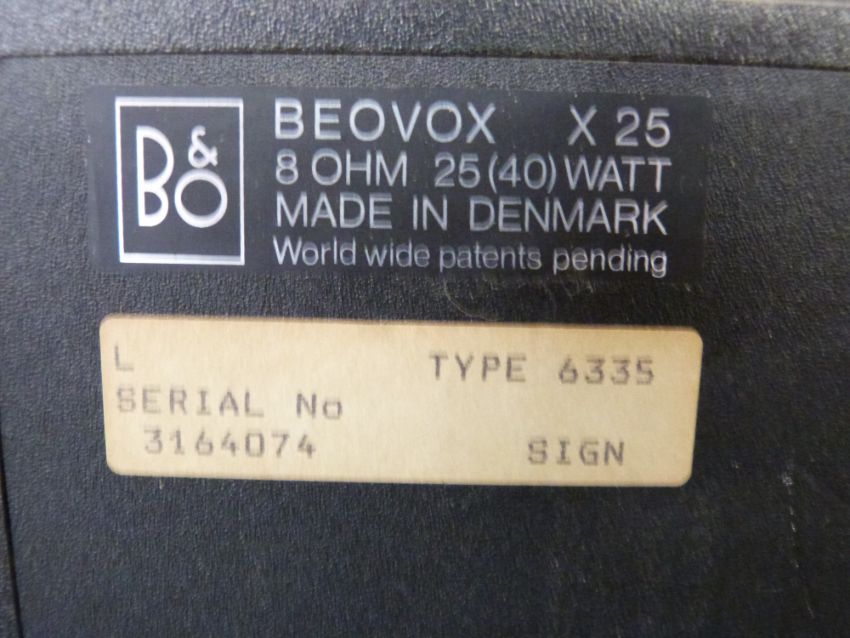 B&O
BEOVOX X 25
8 OHM 25(40) WATT
MADE IN DENMARK
World wide patents pending
L TYPE 6335
SERIAL No
3164074 SIGN